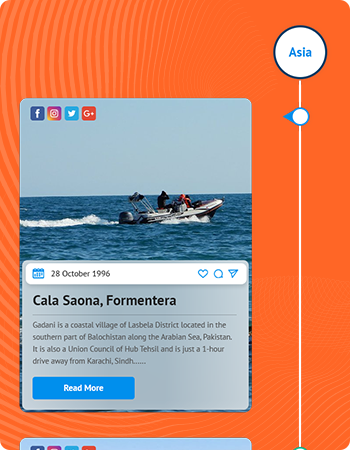 Asia
28 October 1996
Cala Saona, Formentera
Gadani is a coastal village of Lasbela District located in the
southern part of Balochistan along the Arabian Sea, Pakistan.
It is also a Union Council of Hub Tehsil and is just a 1-hour
drive away from Karachi, Sindh......
Read More